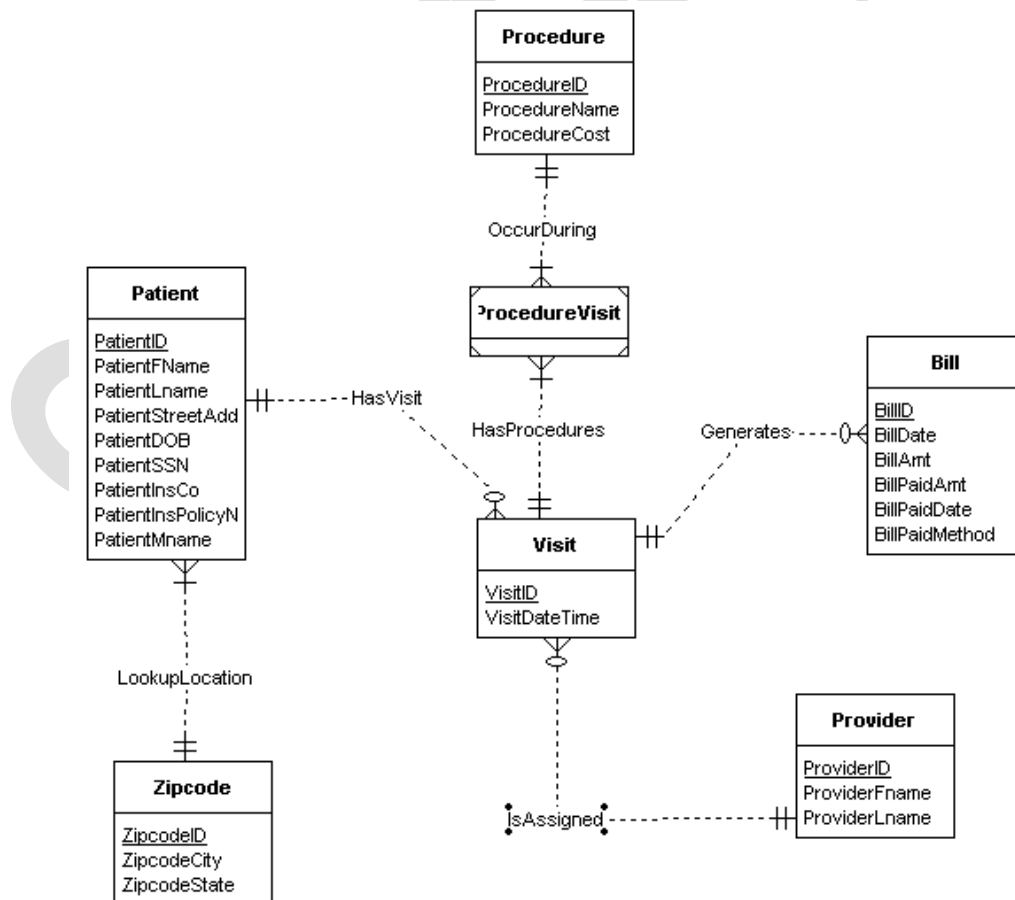 Procedure
ProcedureID
ProcedureName
ProcedureCost
OccurDuring
ProcedureVisit
Patient
PatientID
PatientFName
PatientLname
PatientStreetAdd
PatientDOB
PatientSSN
PatientInsCo
PatientInsPolicyN
PatientMname
HasVisit
HasProcedures
Generates
Bill
BillID
BillDate
BillAmt
BillPaidAmt
BillPaidDate
BillPaidMethod
Visit
VisitID
VisitDateTime
LookupLocation
Zipcode
ZipcodeID
ZipcodeCity
ZipcodeState
IsAssigned
Provider
ProviderID
ProviderFname
ProviderLname